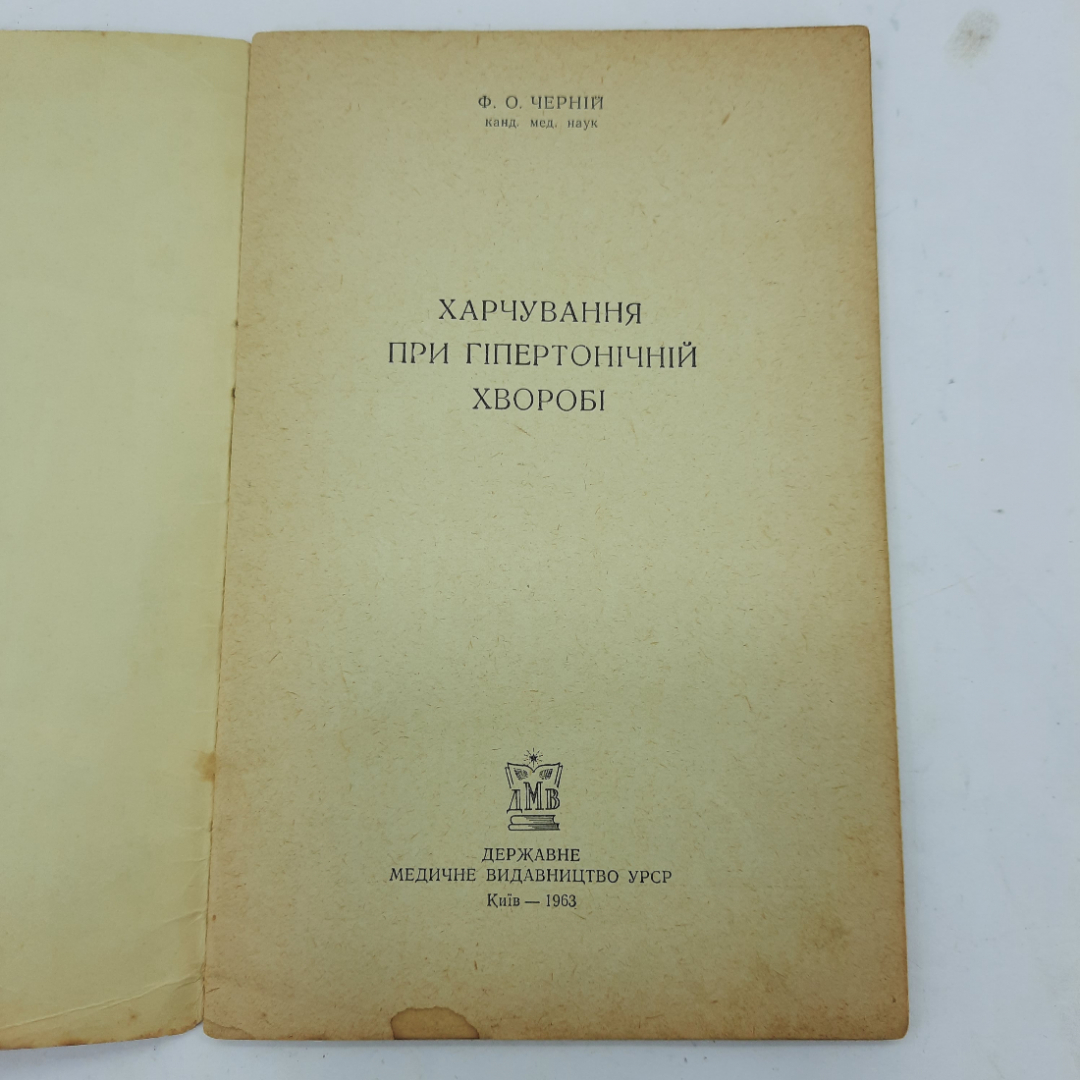 Ф. О. ЧЕРНІЙ
канд. мед. наук
ХАРЧУВАННЯ
ПРИ ГІПЕРТОНІЧНІЙ
ХВОРОБІ
ДМВ
ДЕРЖАВНЕ
МЕДИЧНЕ ВИДАВНИЦТВО УРСР
Київ — 1963